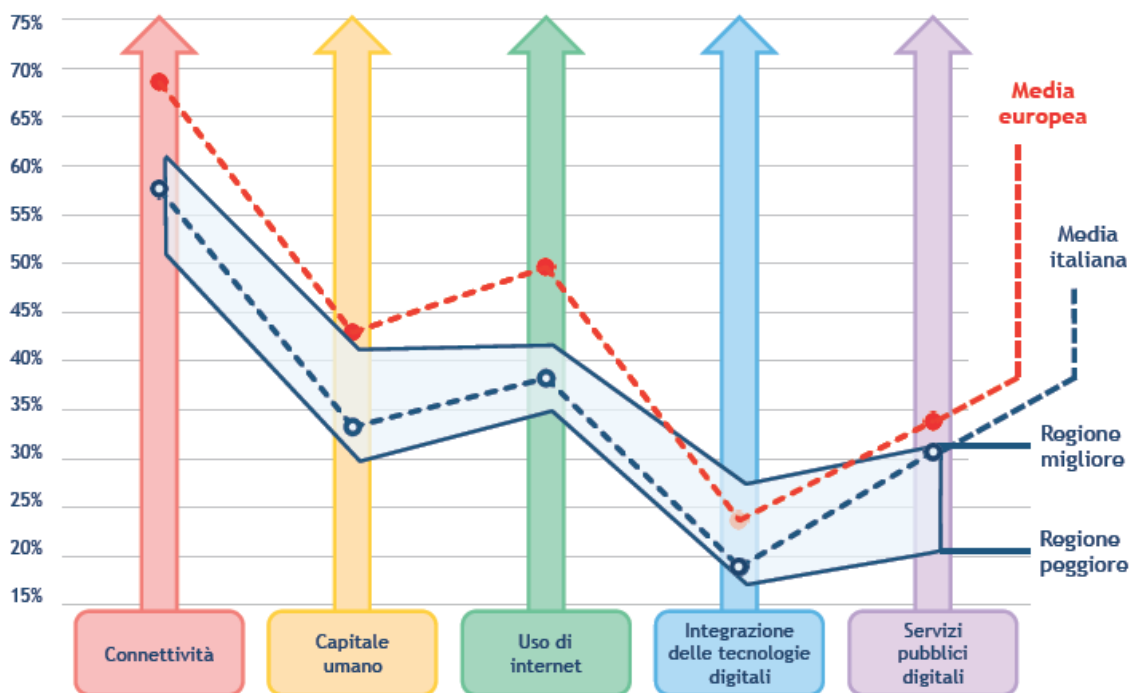 75%
70%
65%
60%
55%
50%
45%
40%
35%
30%
25%
20%
15%
Media
europea
Media
italiana
Regione
migliore
Regione
peggiore
Connettività
Capitale
umano
Uso di
internet
Integrazione
delle tecnologie
digitali
Servizi
pubblici
digitali